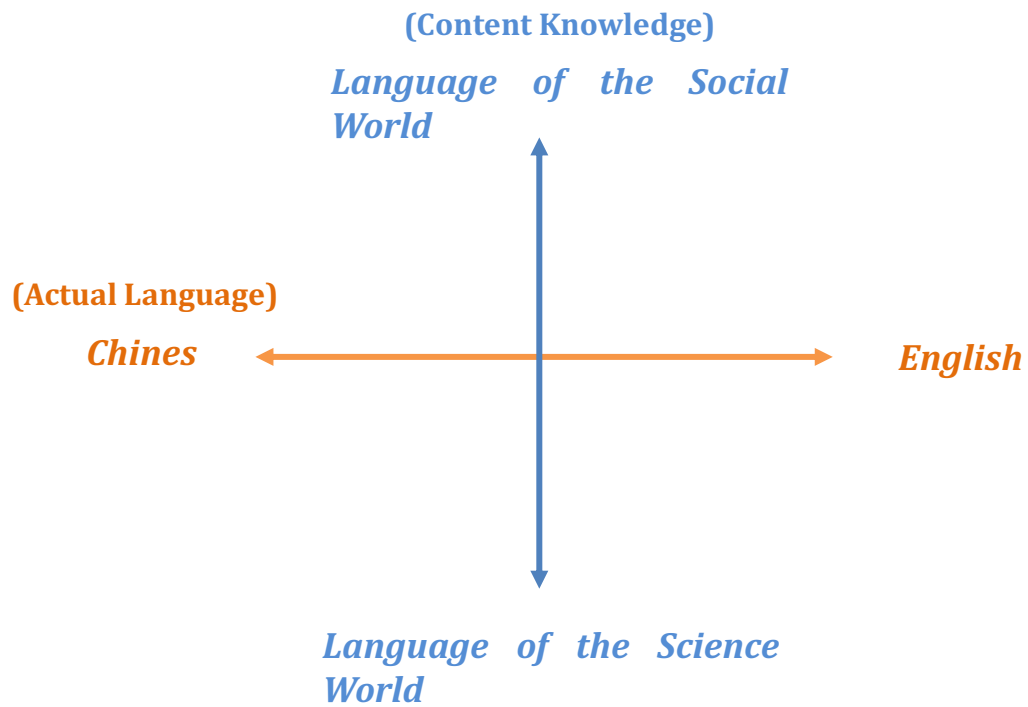 (Content Knowledge)
Language of the Social
World
(Actual Language)
Chines
English
Language of the Science
World